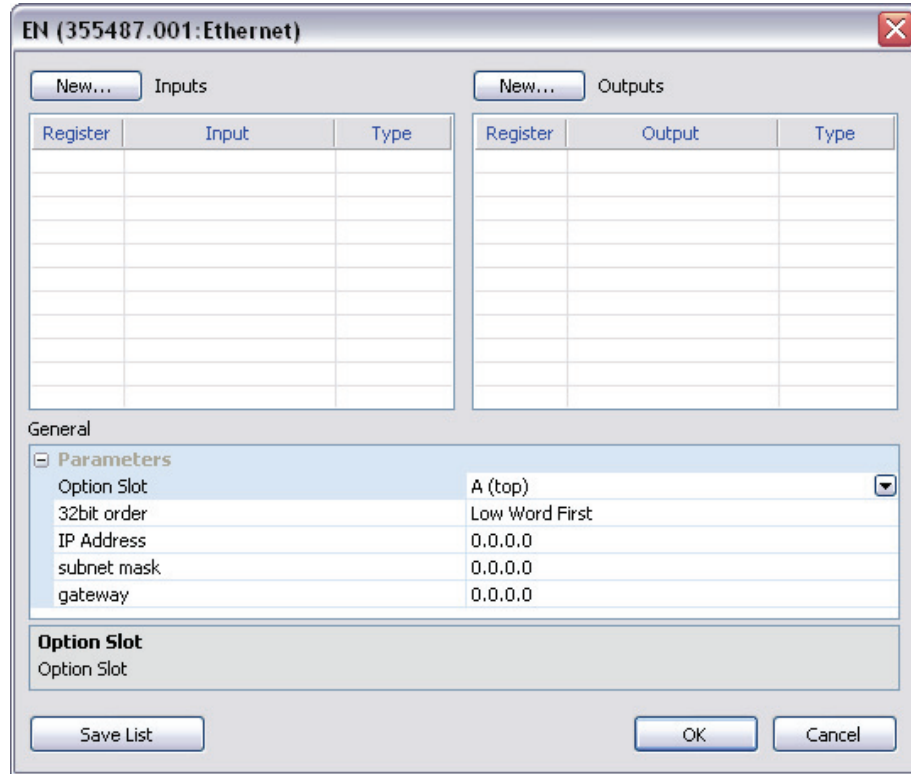 EN (355487.001:Ethernet)
New... Inputs New... Outputs
Register Input Type Register Output Type
General
Parameters
Option Slot A (top)
32bit order Low Word First
IP Address 0.0.0.0
subnet mask 0.0.0.0
gateway 0.0.0.0
Option Slot
Option Slot
Save List OK Cancel